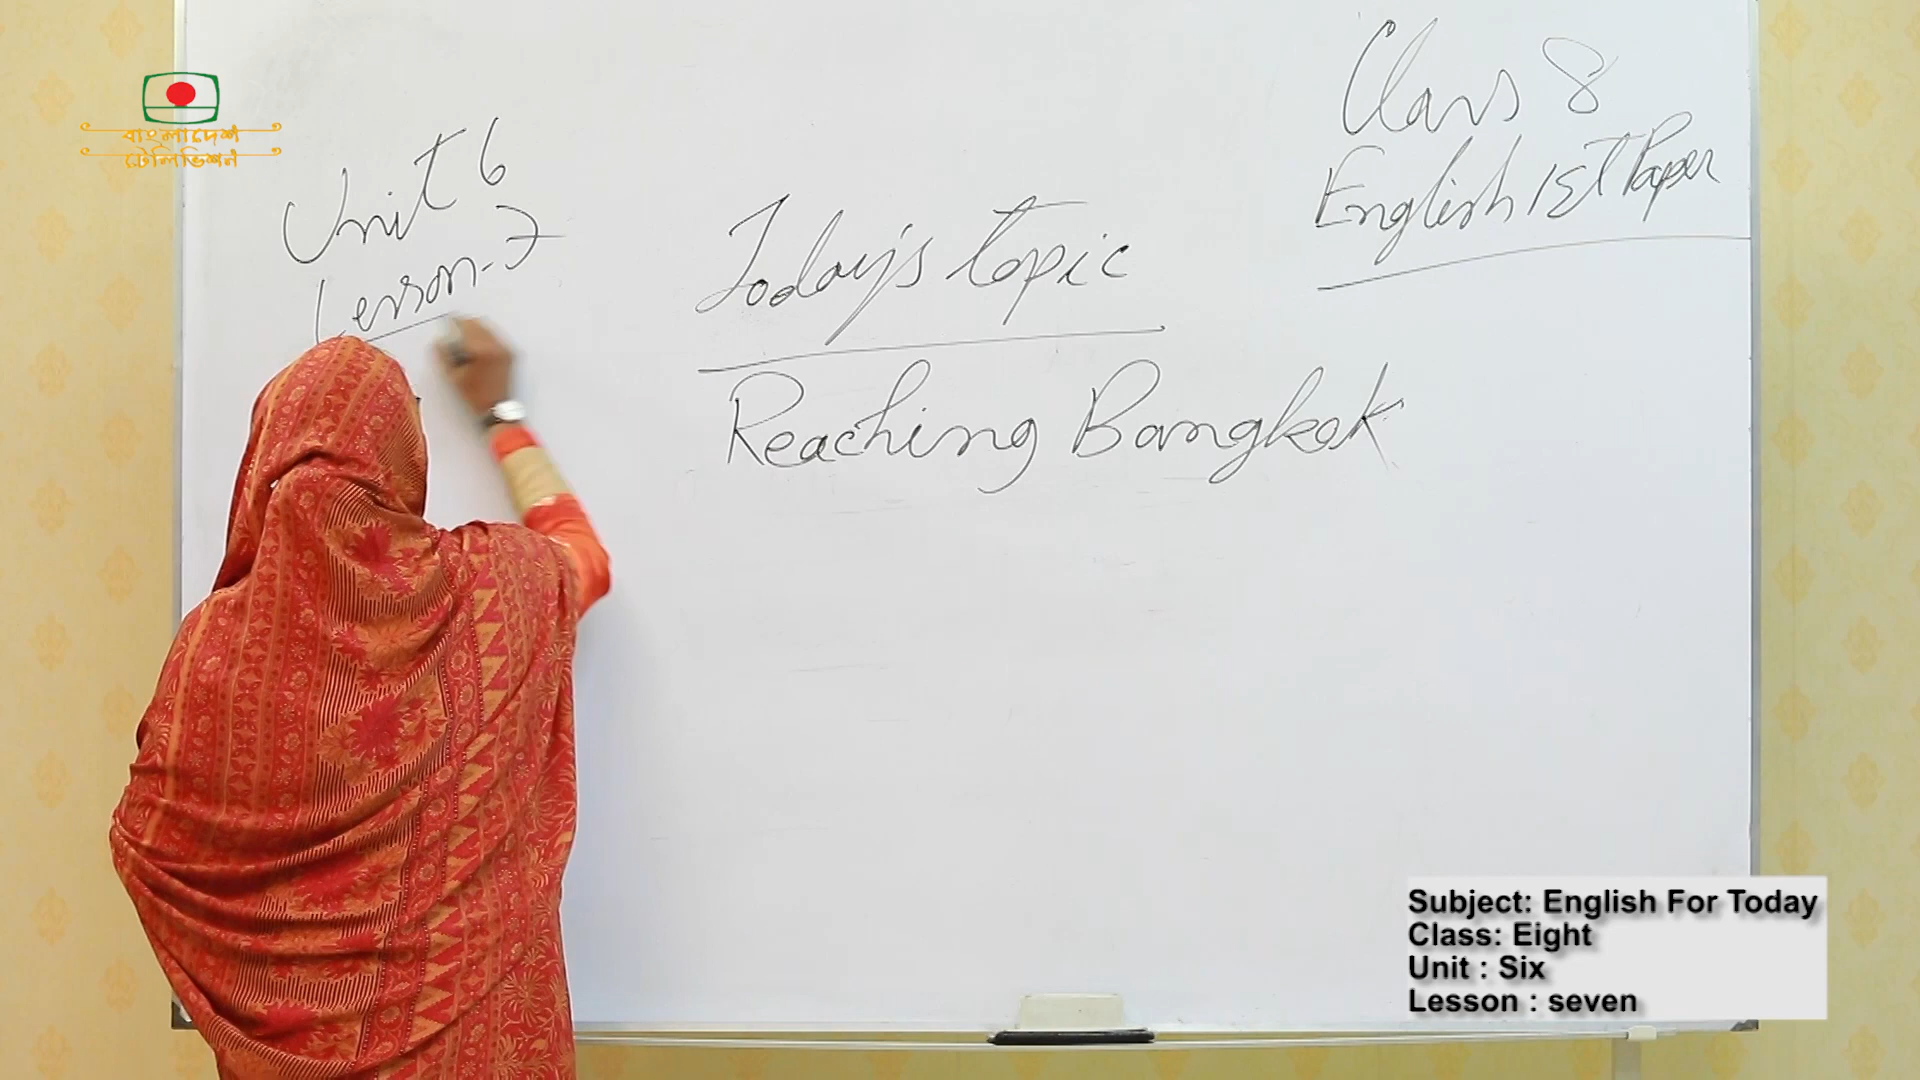 বাংলাদেশ
টেলিভিশন
Unit 6
Lesson-7
Today's topic
Reaching Bangkok
Class 8
English 1st Paper
Subject: English For Today
Class: Eight
Unit : Six
Lesson : seven